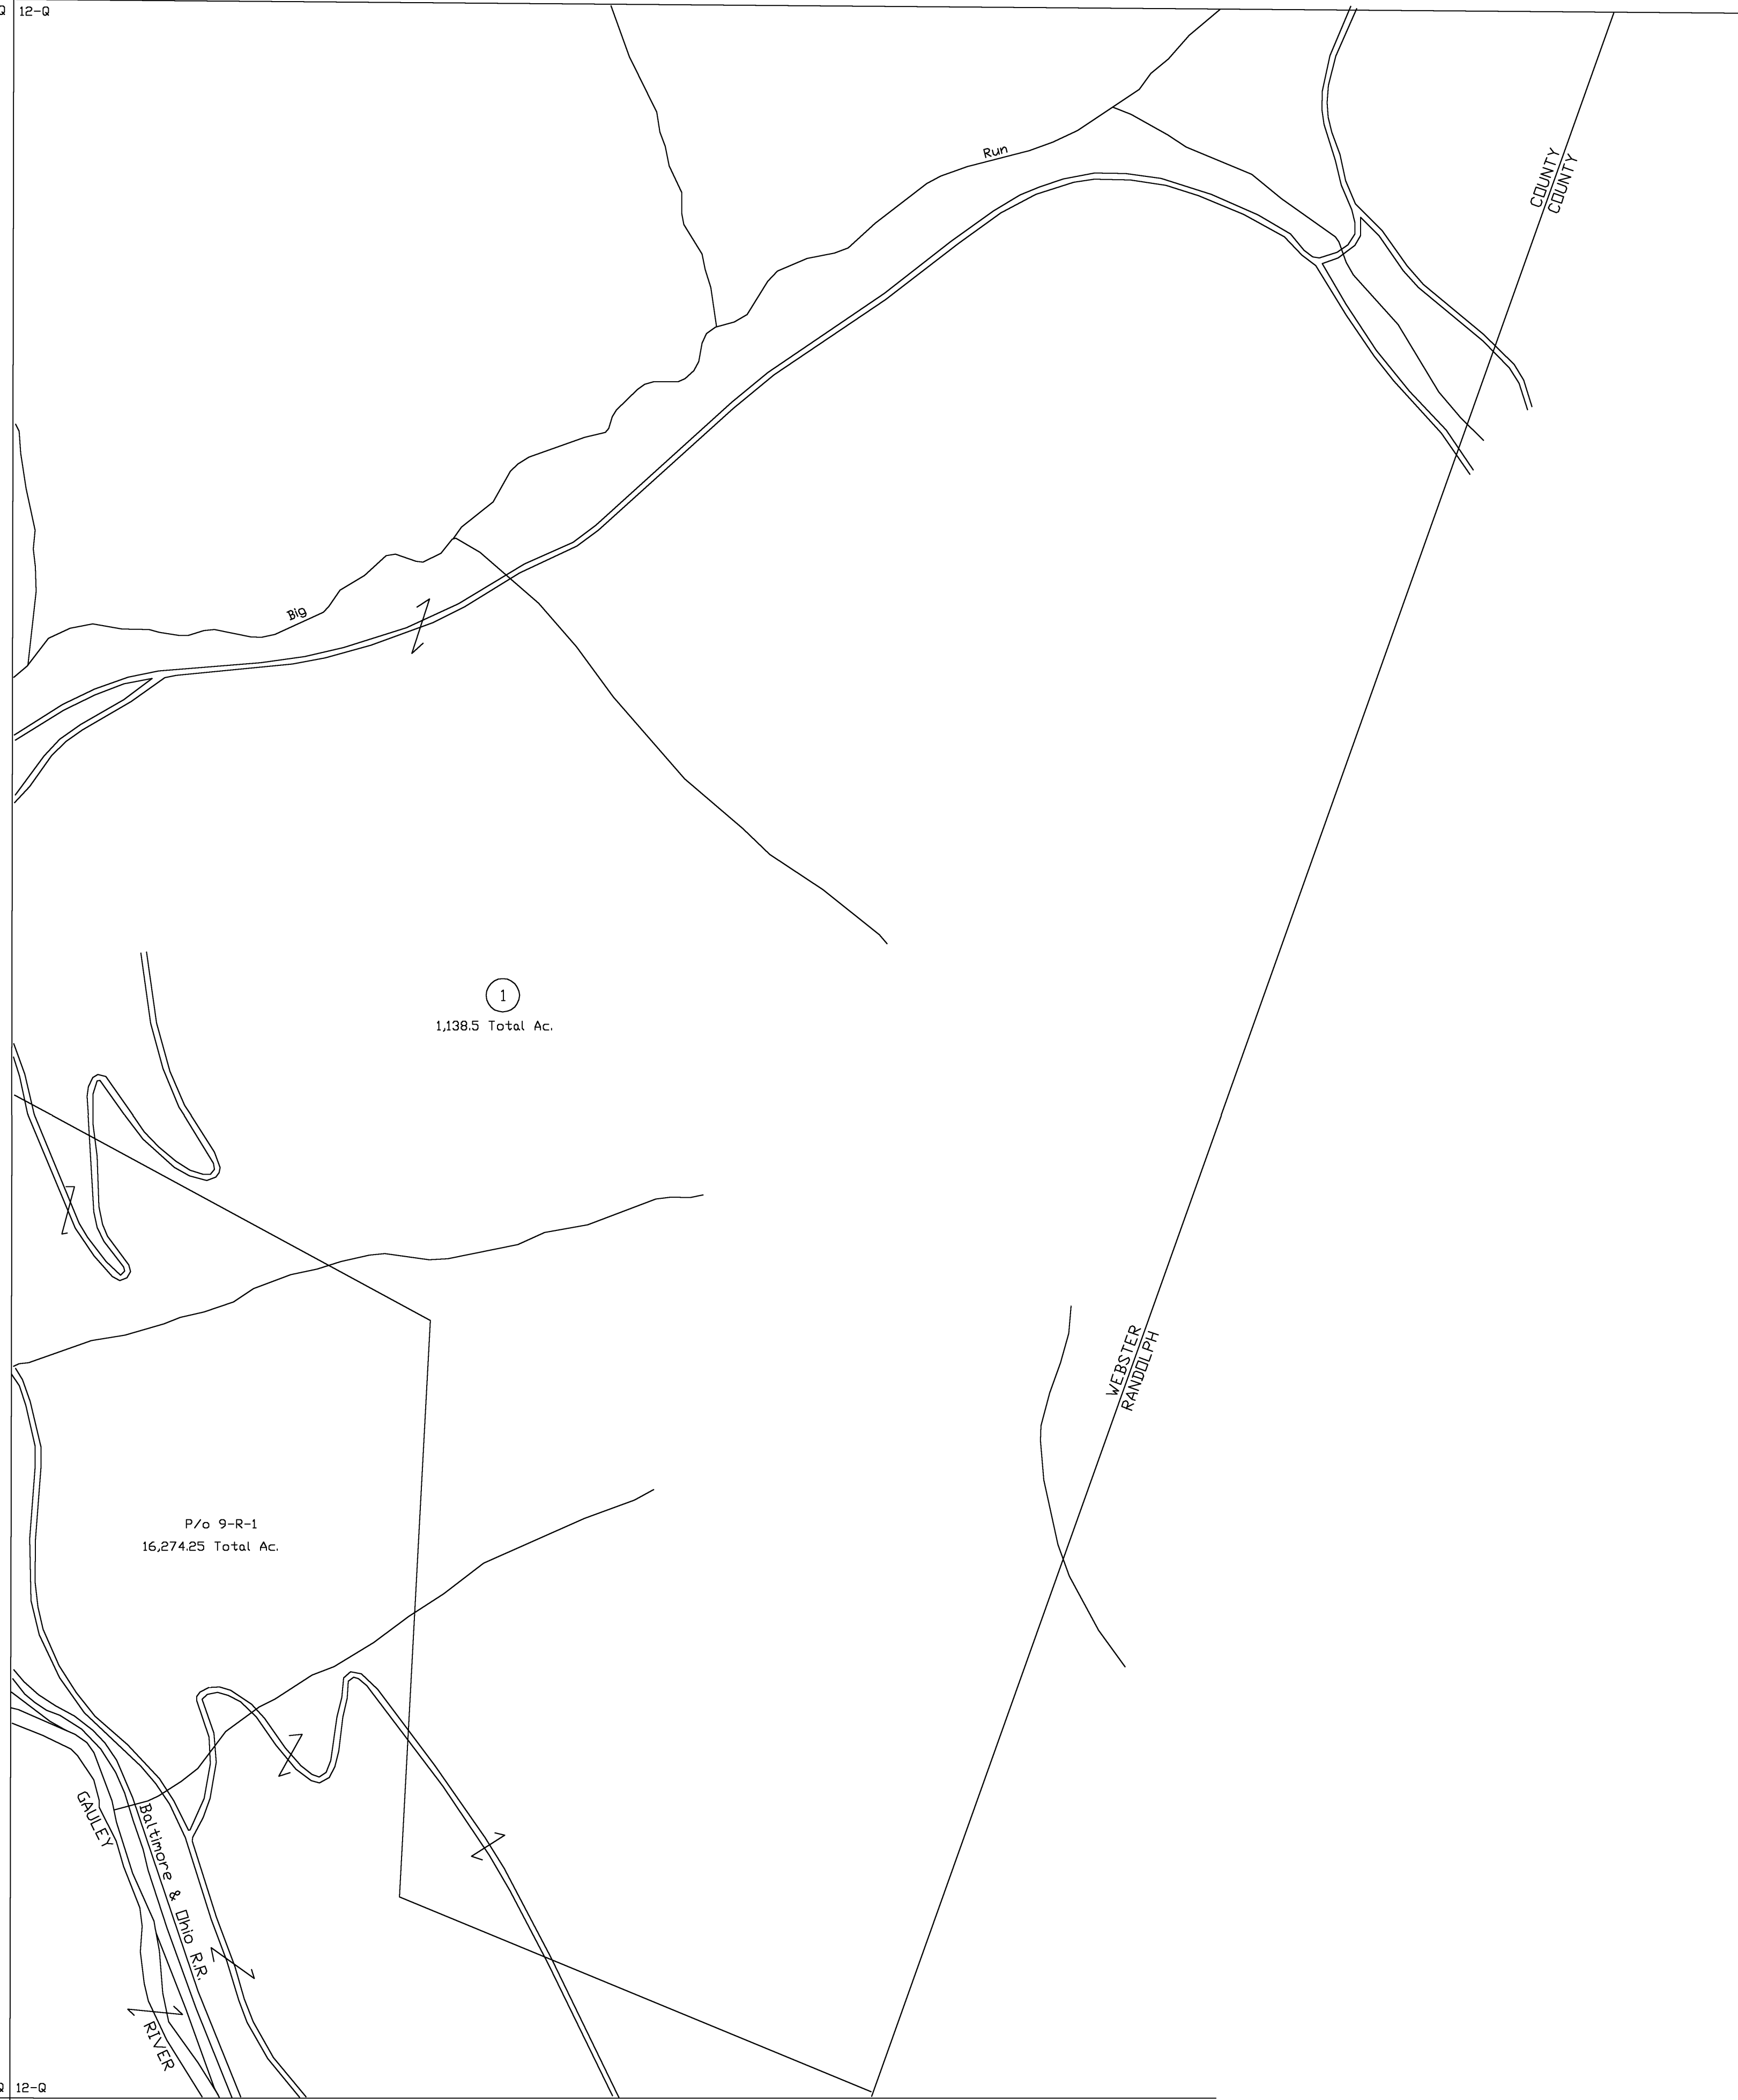 Q 12-Q
COUNTY
COUNTY
Run
Big
1
1,138.5 Total Ac.
WEBSTER
RANDOLPH
P/o 9-R-1
16,274.25 Total Ac.
GAULEY
Baltimore & Ohio R.R.
RIVER
Q 12-Q